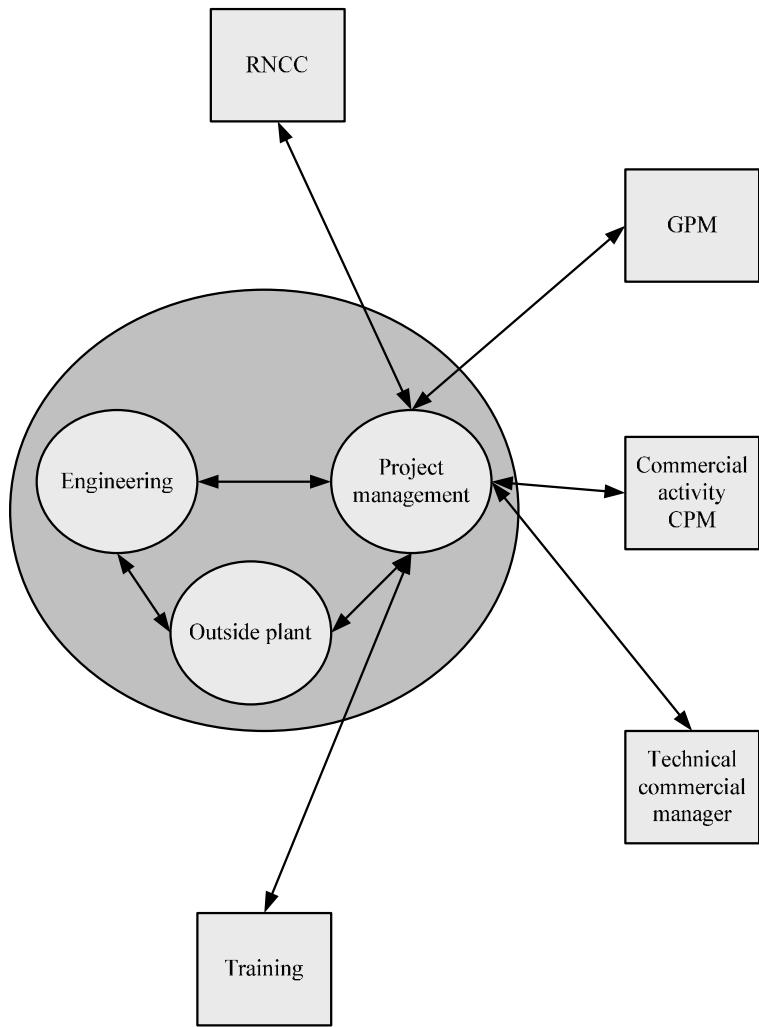 RNCC
GPM
Engineering
Project
management
Commercial
activity
CPM
Outside plant
Technical
commercial
manager
Training